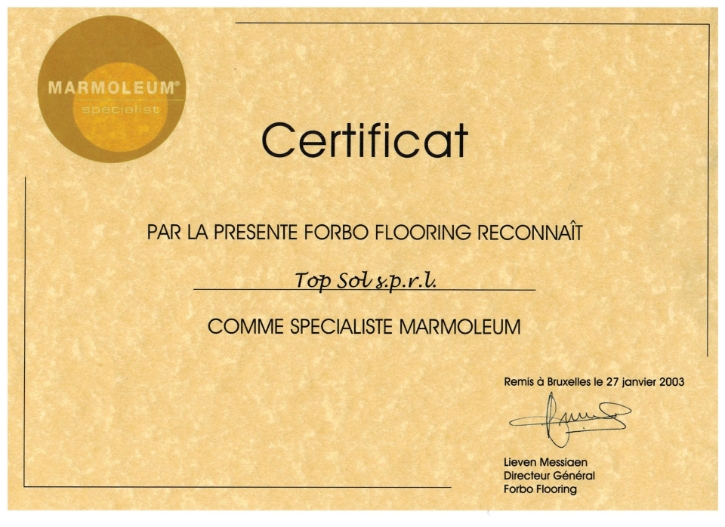 MARMOLEUM®
specialist
Certificat
PAR LA PRESENTE FORBO FLOORING RECONNAÎT
Top Sol s.p.r.l.
COMME SPECIALISTE MARMOLEUM
Remis à Bruxelles le 27 janvier 2003
Lieven Messiaen
Directeur Général
Forbo Flooring